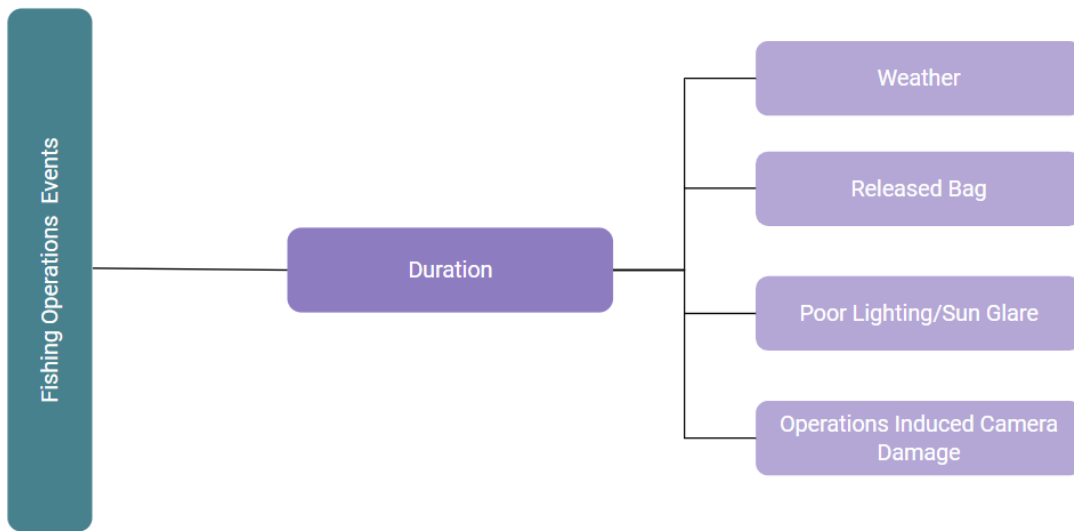 Fishing Operations Events
Duration
Weather
Released Bag
Poor Lighting/Sun Glare
Operations Induced Camera
Damage